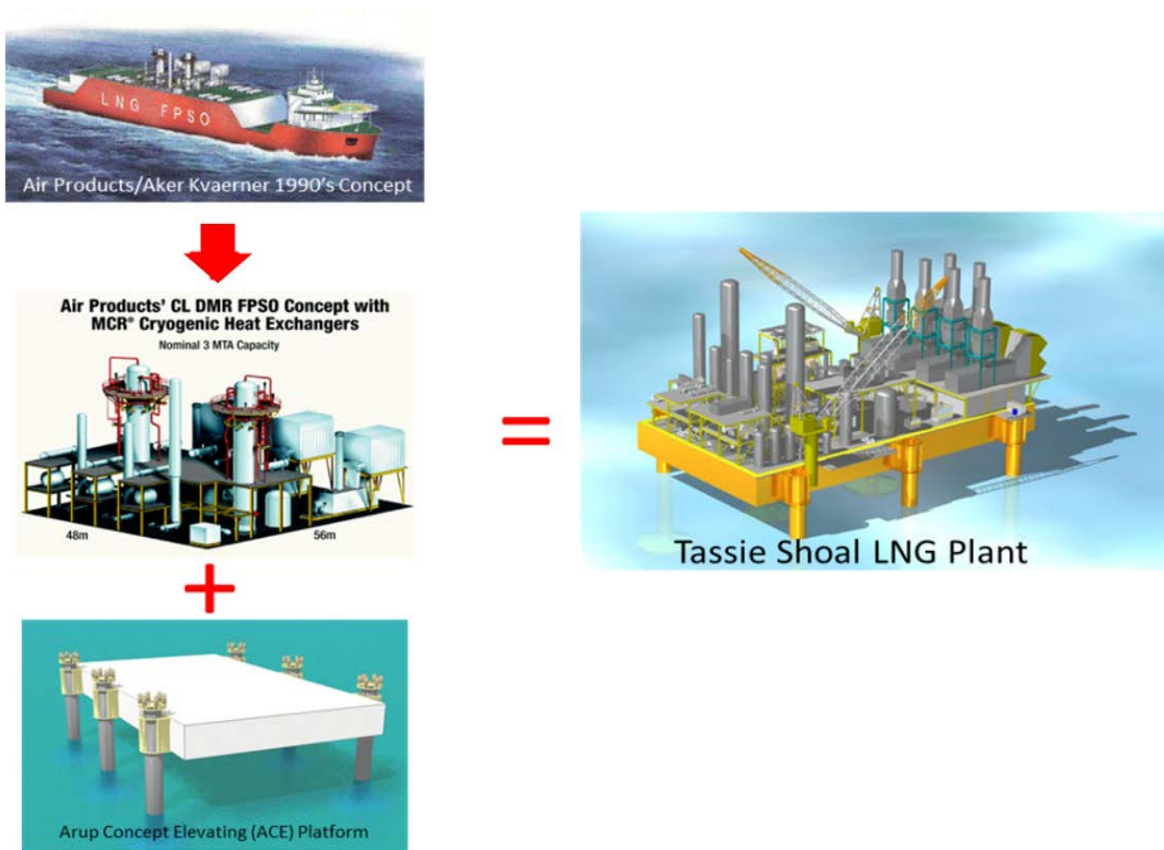 LNG FPSO
Air Products/Aker Kvaerner 1990's Concept
Air Products' CL DMR FPSO Concept with
MCR® Cryogenic Heat Exchangers
Nominal 3 MTA Capacity
48m
56m
+
=
Tassie Shoal LNG Plant
Arup Concept Elevating (ACE) Platform